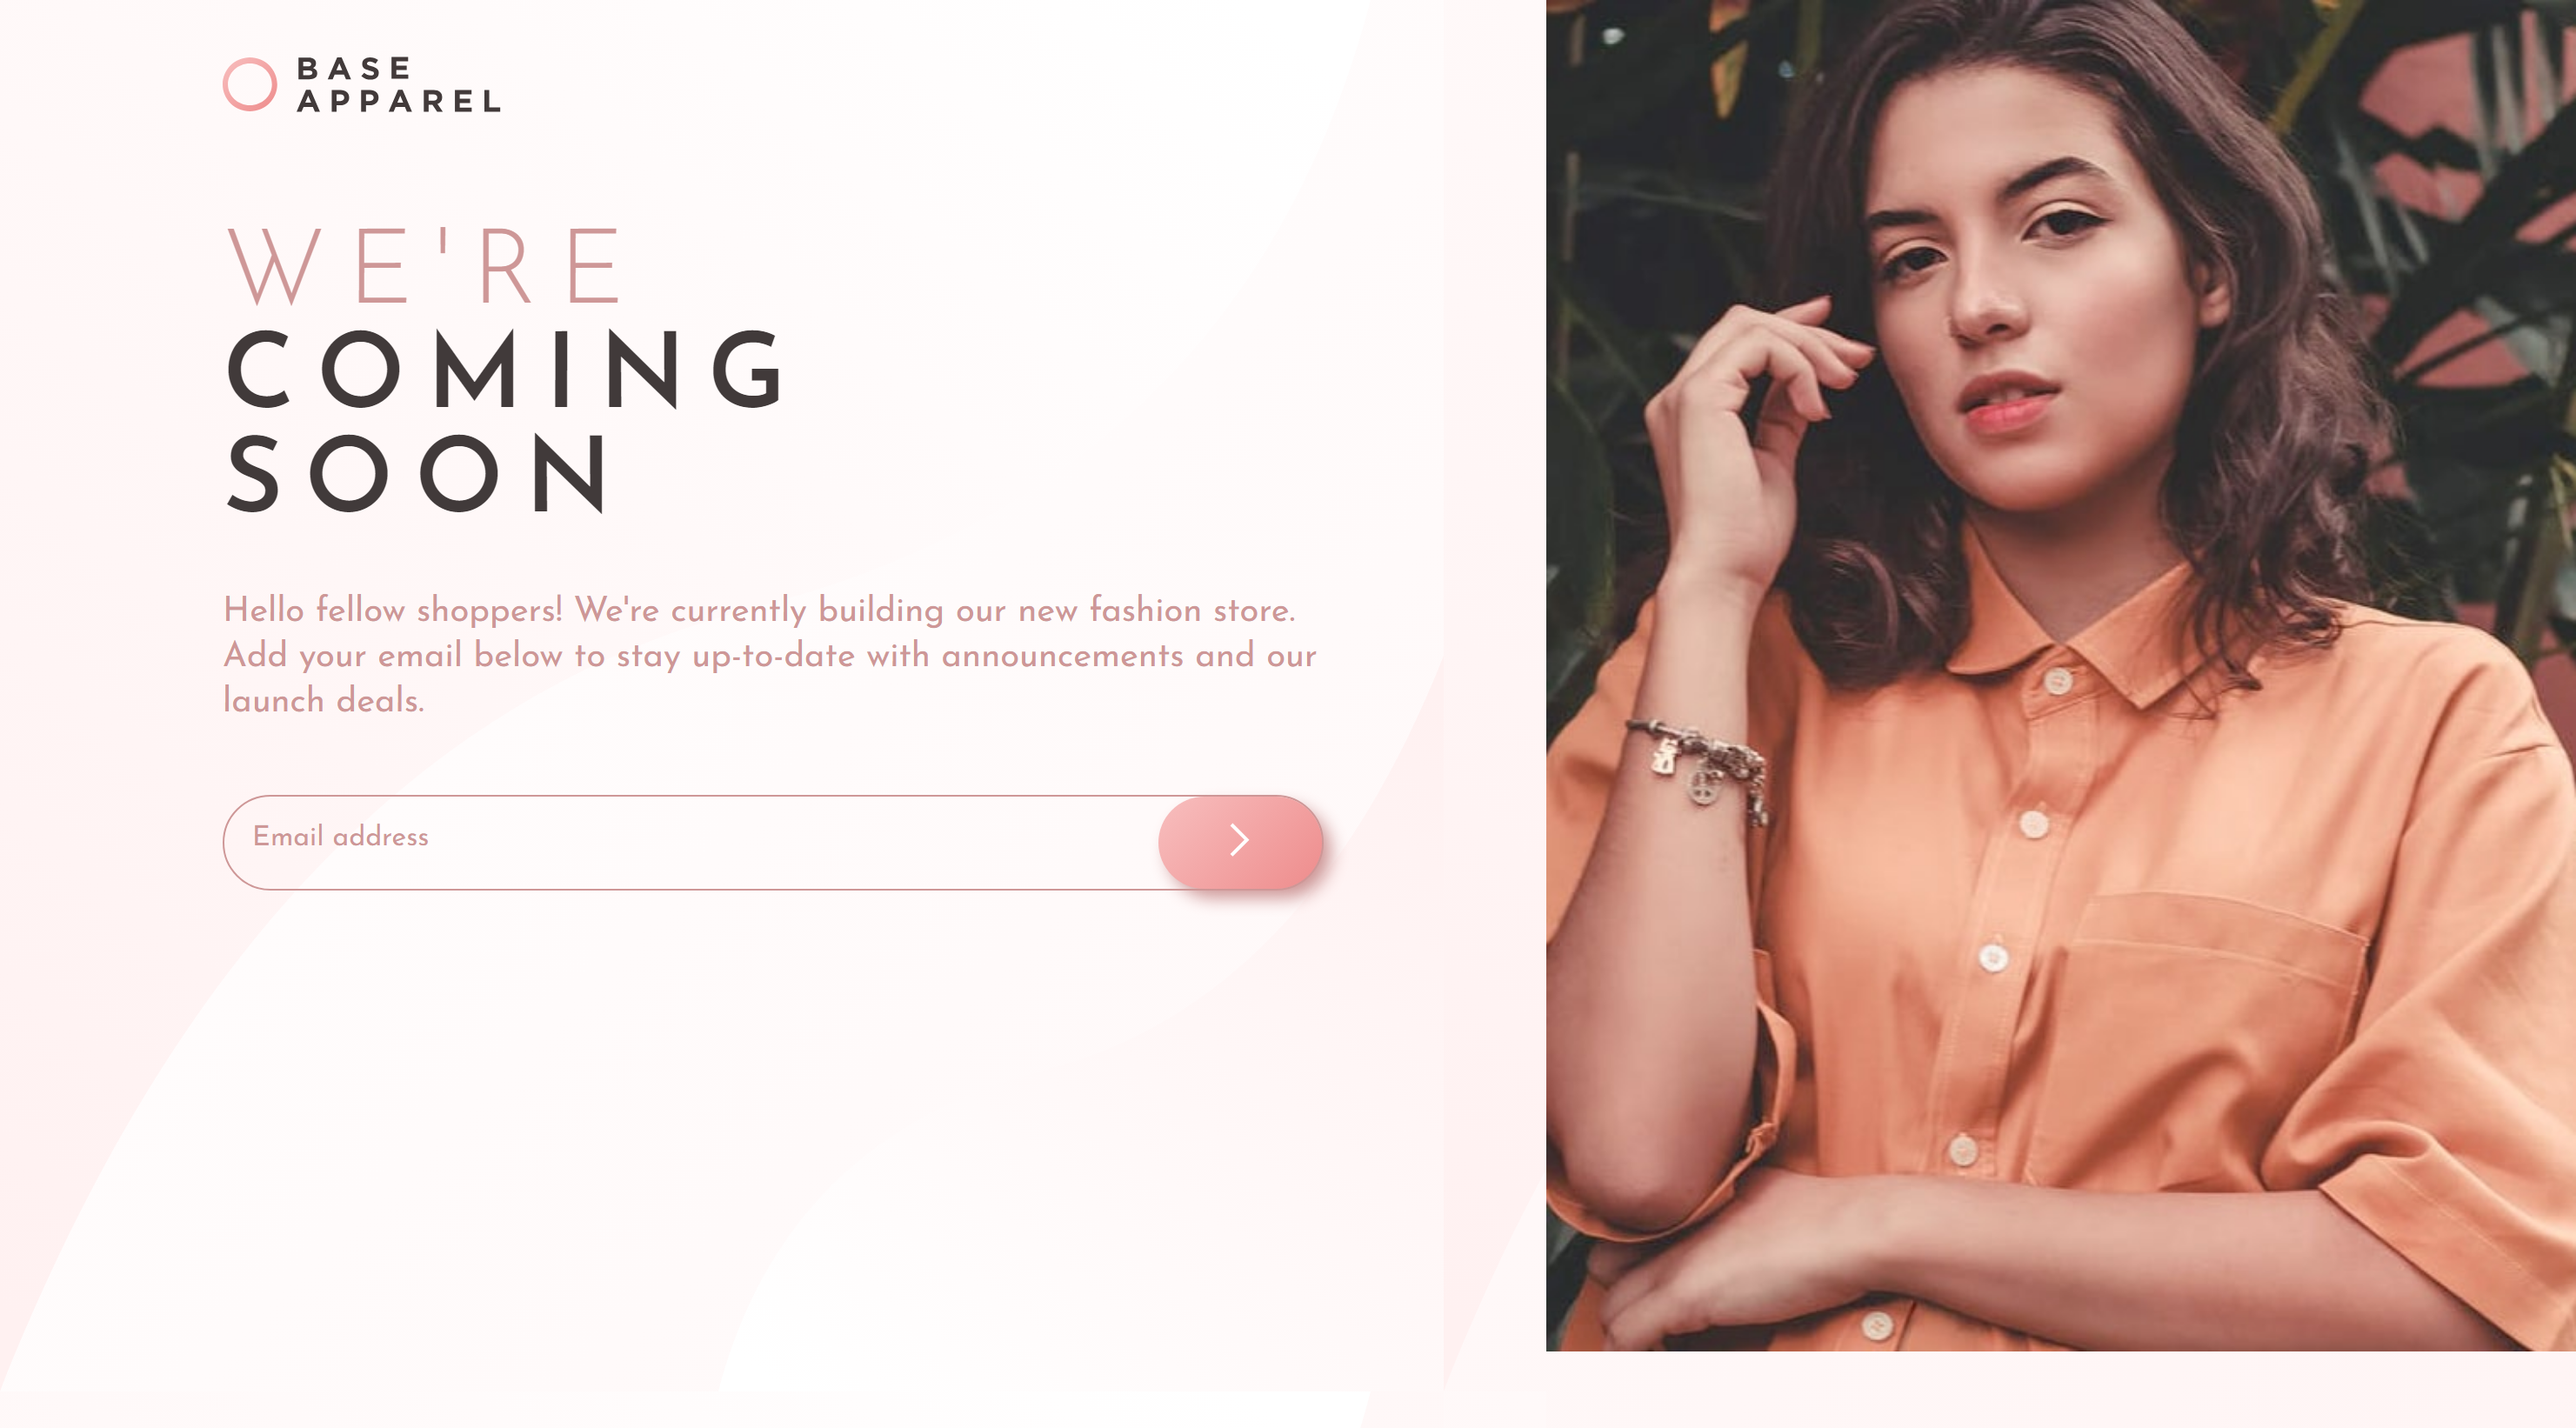 BASE
APPAREL
WE'RE
COMING
SOON
Hello fellow shoppers! We're currently building our new fashion store.
Add your email below to stay up-to-date with announcements and our
launch deals.
Email address